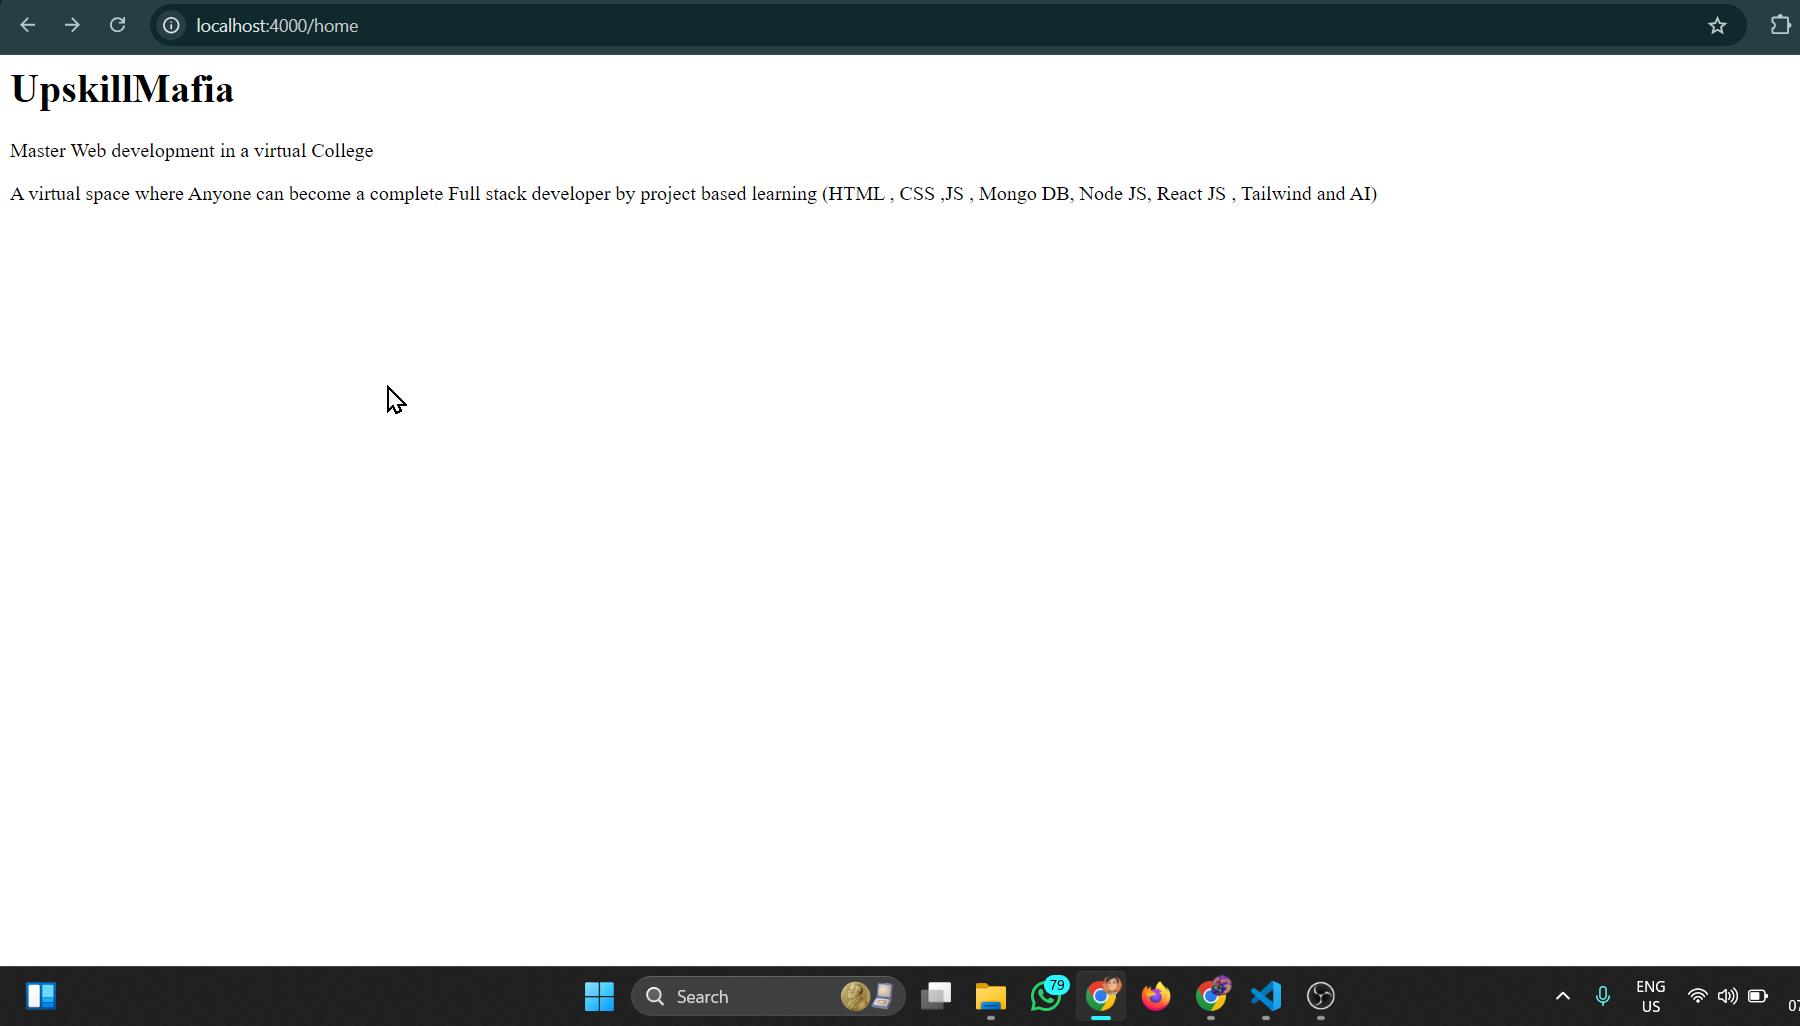 localhost:4000/home
UpskillMafia
Master Web development in a virtual College
A virtual space where Anyone can become a complete Full stack developer by project based learning (HTML , CSS ,JS , Mongo DB, Node JS, React JS , Tailwind and AI)
Search
79
ENG
US